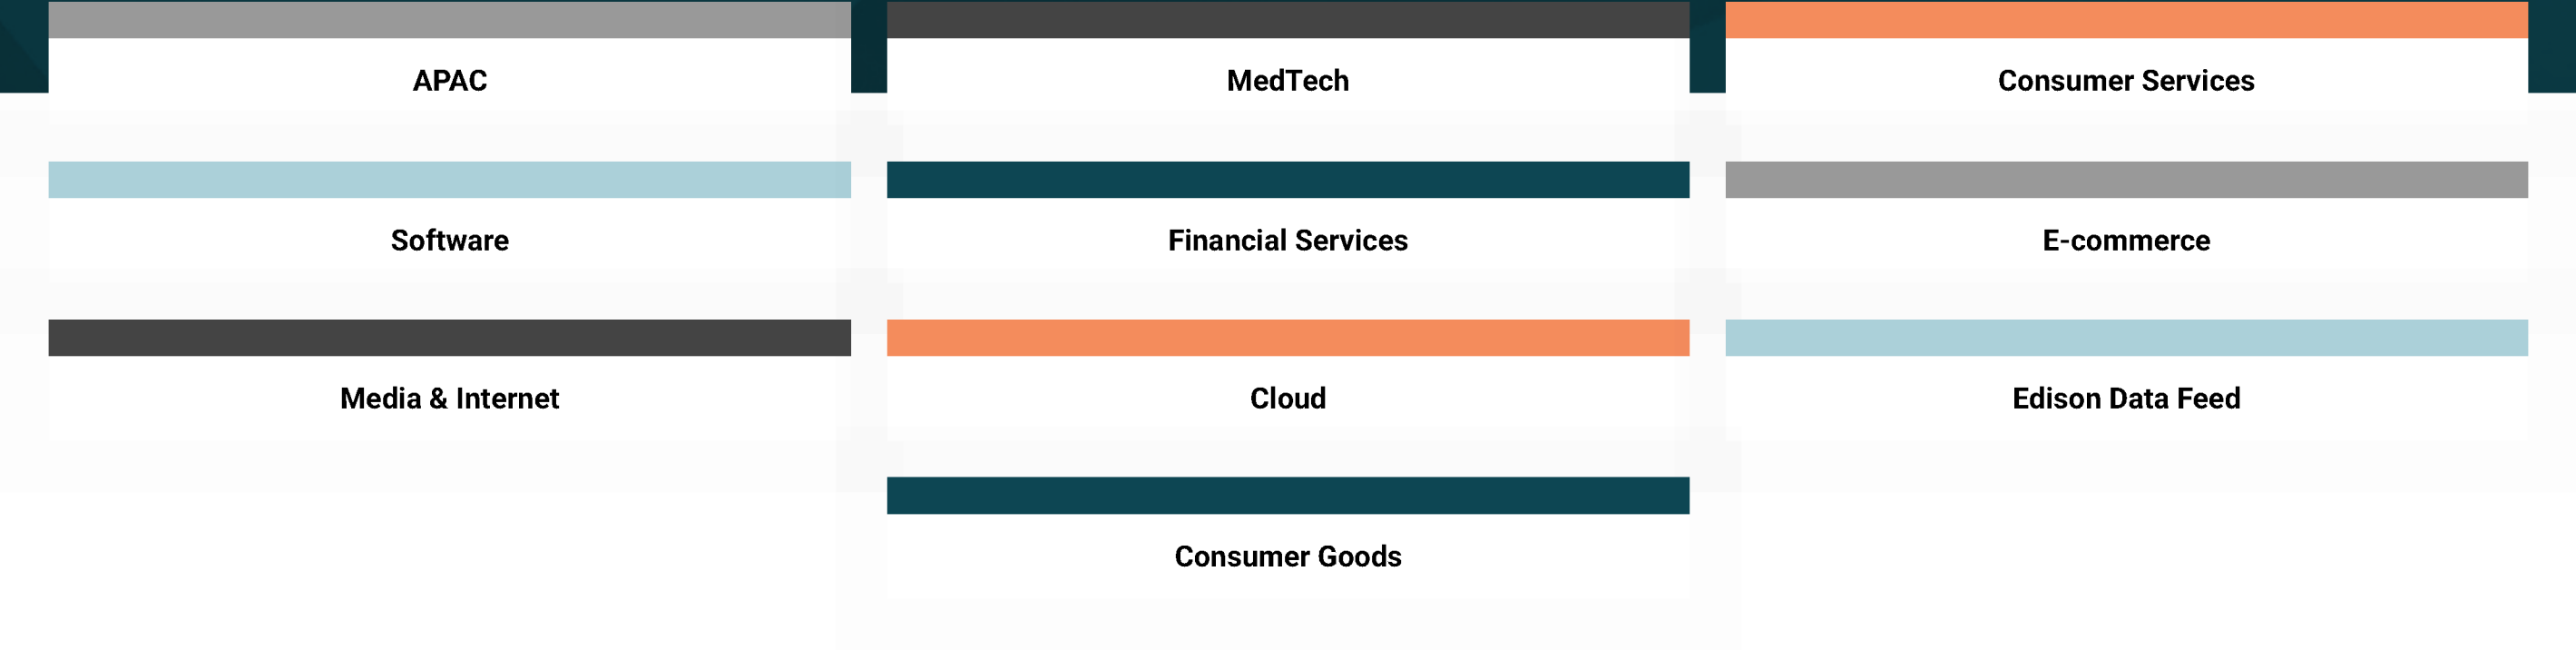 APAC
MedTech
Consumer Services
Software
Financial Services
E-commerce
Media & Internet
Cloud
Edison Data Feed
Consumer Goods